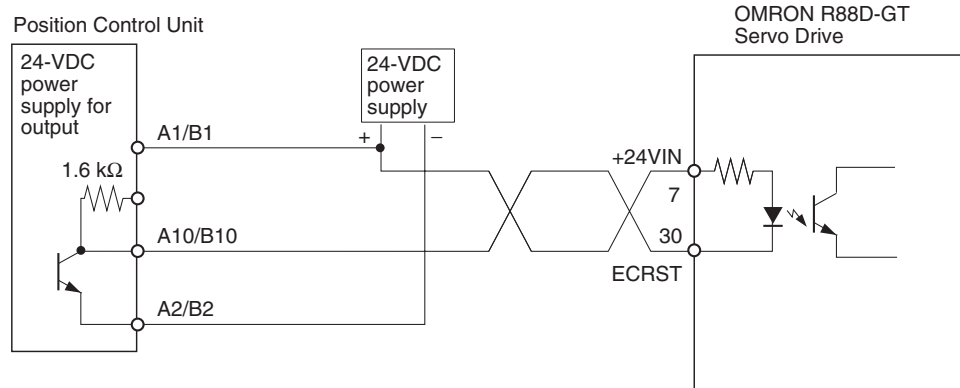 Position Control Unit
OMRON R88D-GT
Servo Drive
24-VDC
power
supply for
output
24-VDC
power
supply
A1/B1
+
−
+24VIN
1.6 kΩ
7
A10/B10
30
ECRST
A2/B2